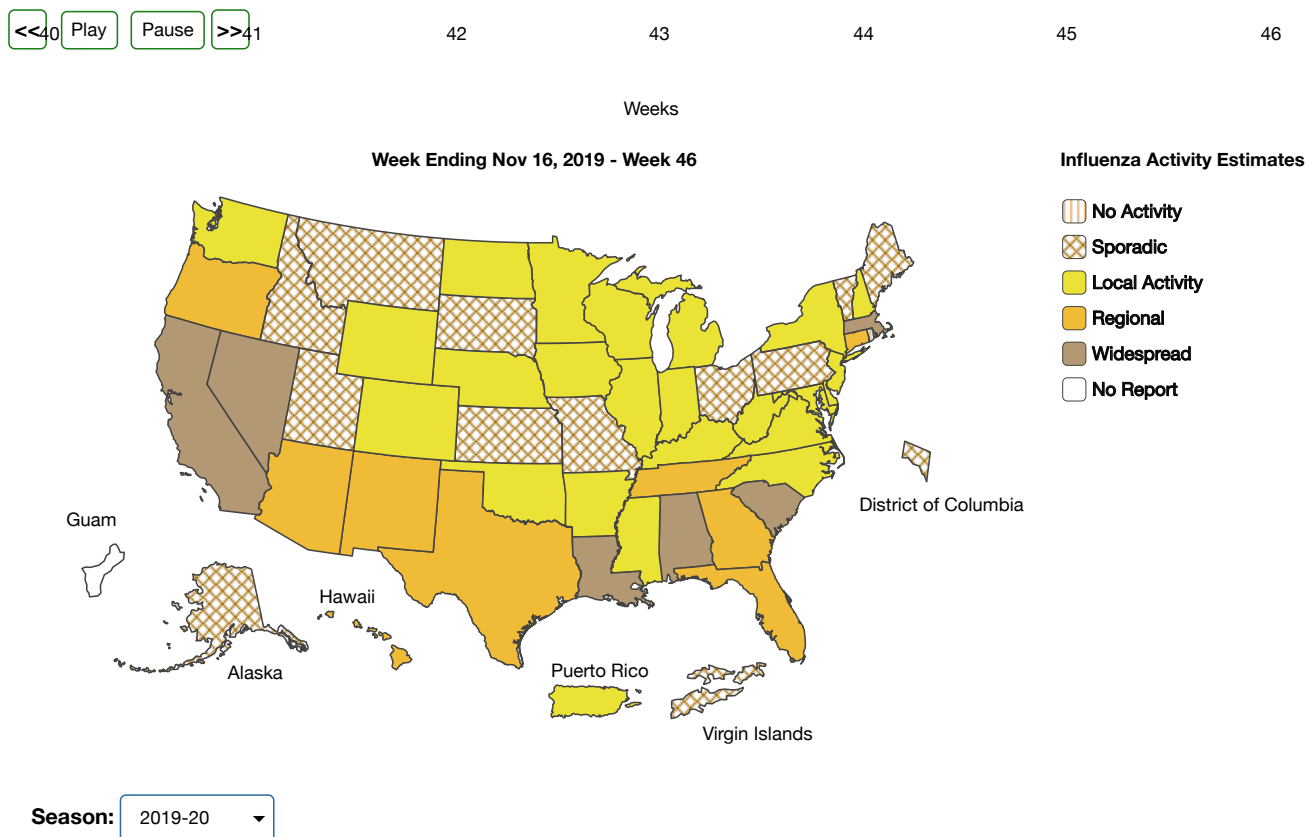 << 40 Play Pause >> 41 42 43 44 45 46
Weeks
Week Ending Nov 16, 2019 - Week 46
Influenza Activity Estimates
No Activity
Sporadic
Local Activity
Regional
Widespread
No Report
District of Columbia
Guam
Hawaii
Alaska
Puerto Rico
Virgin Islands
Season: 2019-20